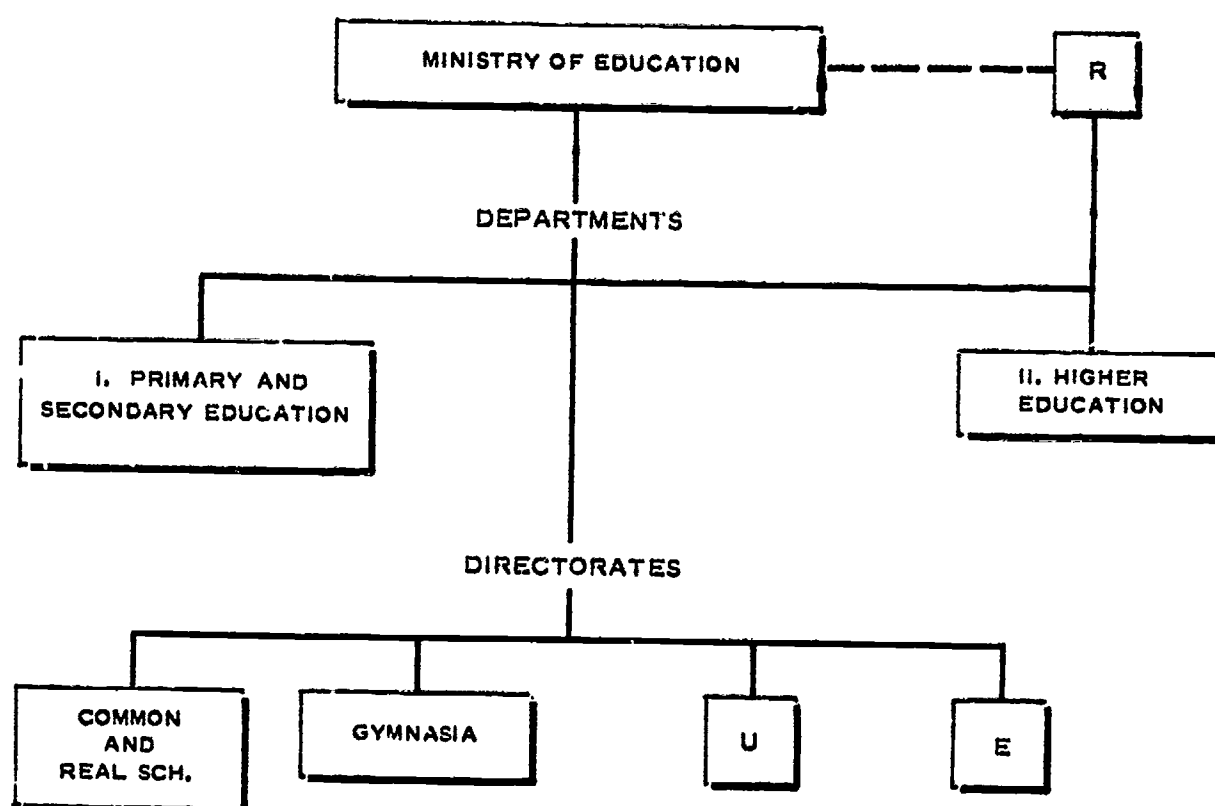 MINISTRY OF EDUCATION
R
DEPARTMENTS
I. PRIMARY AND
SECONDARY EDUCATION
II. HIGHER
EDUCATION
DIRECTORATES
COMMON
AND
REAL SCH.
GYMNASIA
U
E